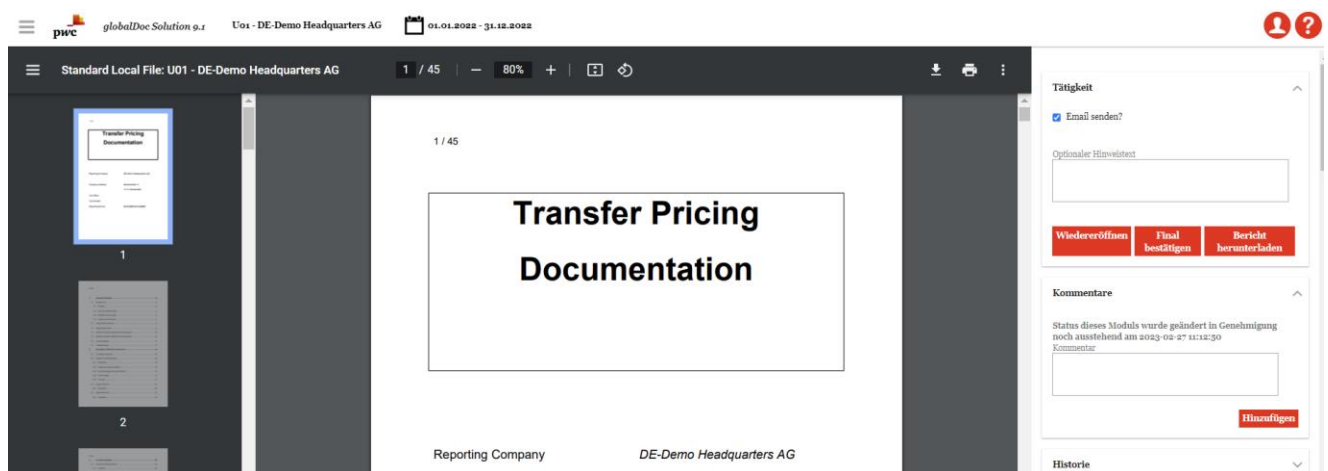 pwc globalDoc Solution 9.1 U01 - DE-Demo Headquarters AG 01.01.2022 - 31.12.2022
Standard Local File: U01 - DE-Demo Headquarters AG 1 / 45 80%
Transfer Pricing
Documentation
1
2
1 / 45
Transfer Pricing
Documentation
Reporting Company DE-Demo Headquarters AG
Tätigkeit
Email senden?
Optionaler Hinweistext
Wiedereröffnen
Final bestätigen
Bericht herunterladen
Kommentare
Status dieses Moduls wurde geändert in Genehmigung
noch ausstehend am 2023-02-27 11:12:50
Kommentar
Hinzufügen
Historie